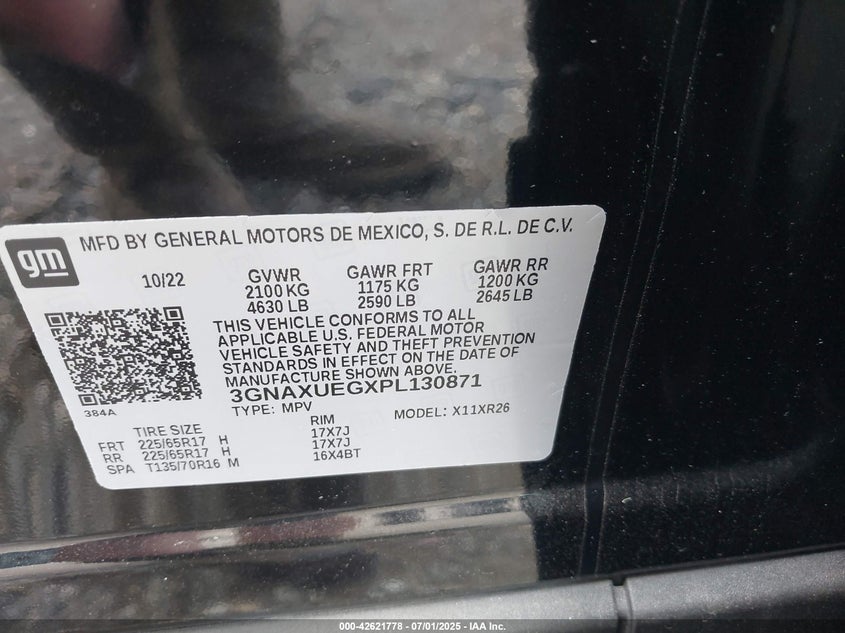 gm
MFD BY GENERAL MOTORS DE MEXICO, S. DE R.L. DE C.V.
10/22 GVWR GAWR FRT GAWR RR
2100 KG 1175 KG 1200 KG
4630 LB 2590 LB 2645 LB
THIS VEHICLE CONFORMS TO ALL
APPLICABLE U.S. FEDERAL MOTOR
VEHICLE SAFETY AND THEFT PREVENTION
STANDARDS IN EFFECT ON THE DATE OF
MANUFACTURE SHOWN ABOVE.
3GNAXUEGXPL130871
384A
TYPE: MPV MODEL: X11XR26
TIRE SIZE RIM
FRT 225/65R17 H 17X7J
RR 225/65R17 H 17X7J
SPA T135/70R16 M 16X4BT
000-42621778 - 07/01/2025 - IAA Inc.